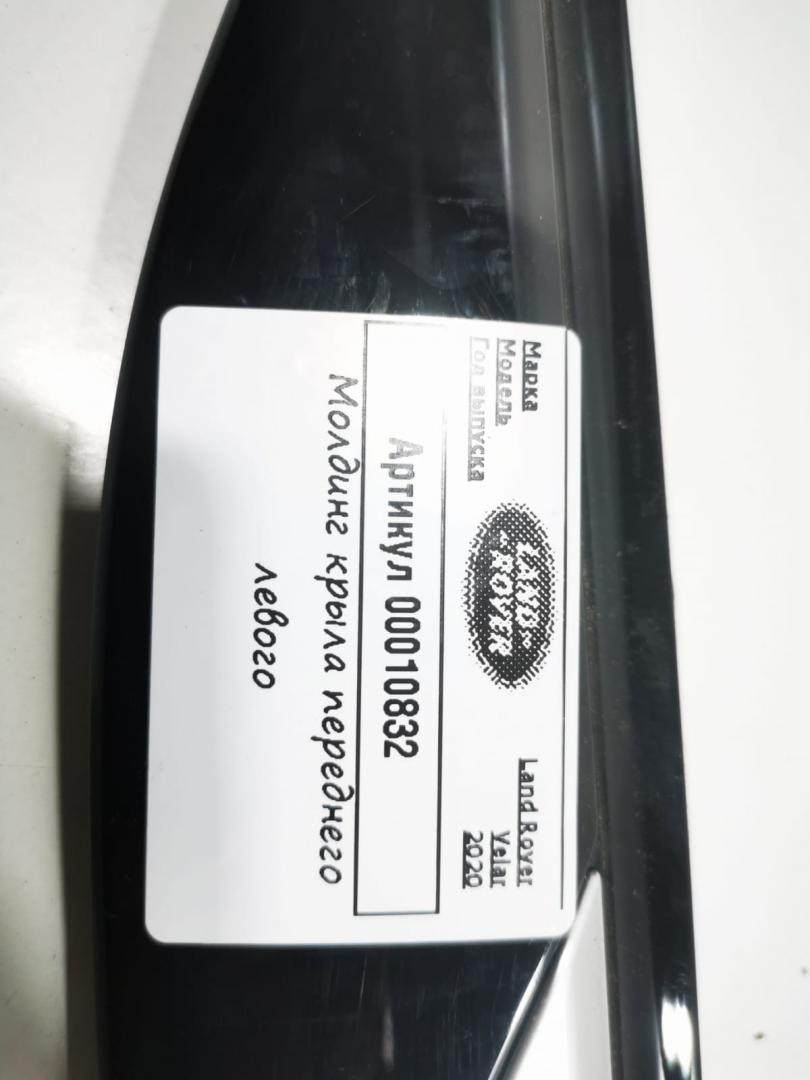 Марка Land Rover
Модель Velar
Год выпуска 2020
LAND
ROVER
Артикул 00010832
Молдинг крыла переднего
левого